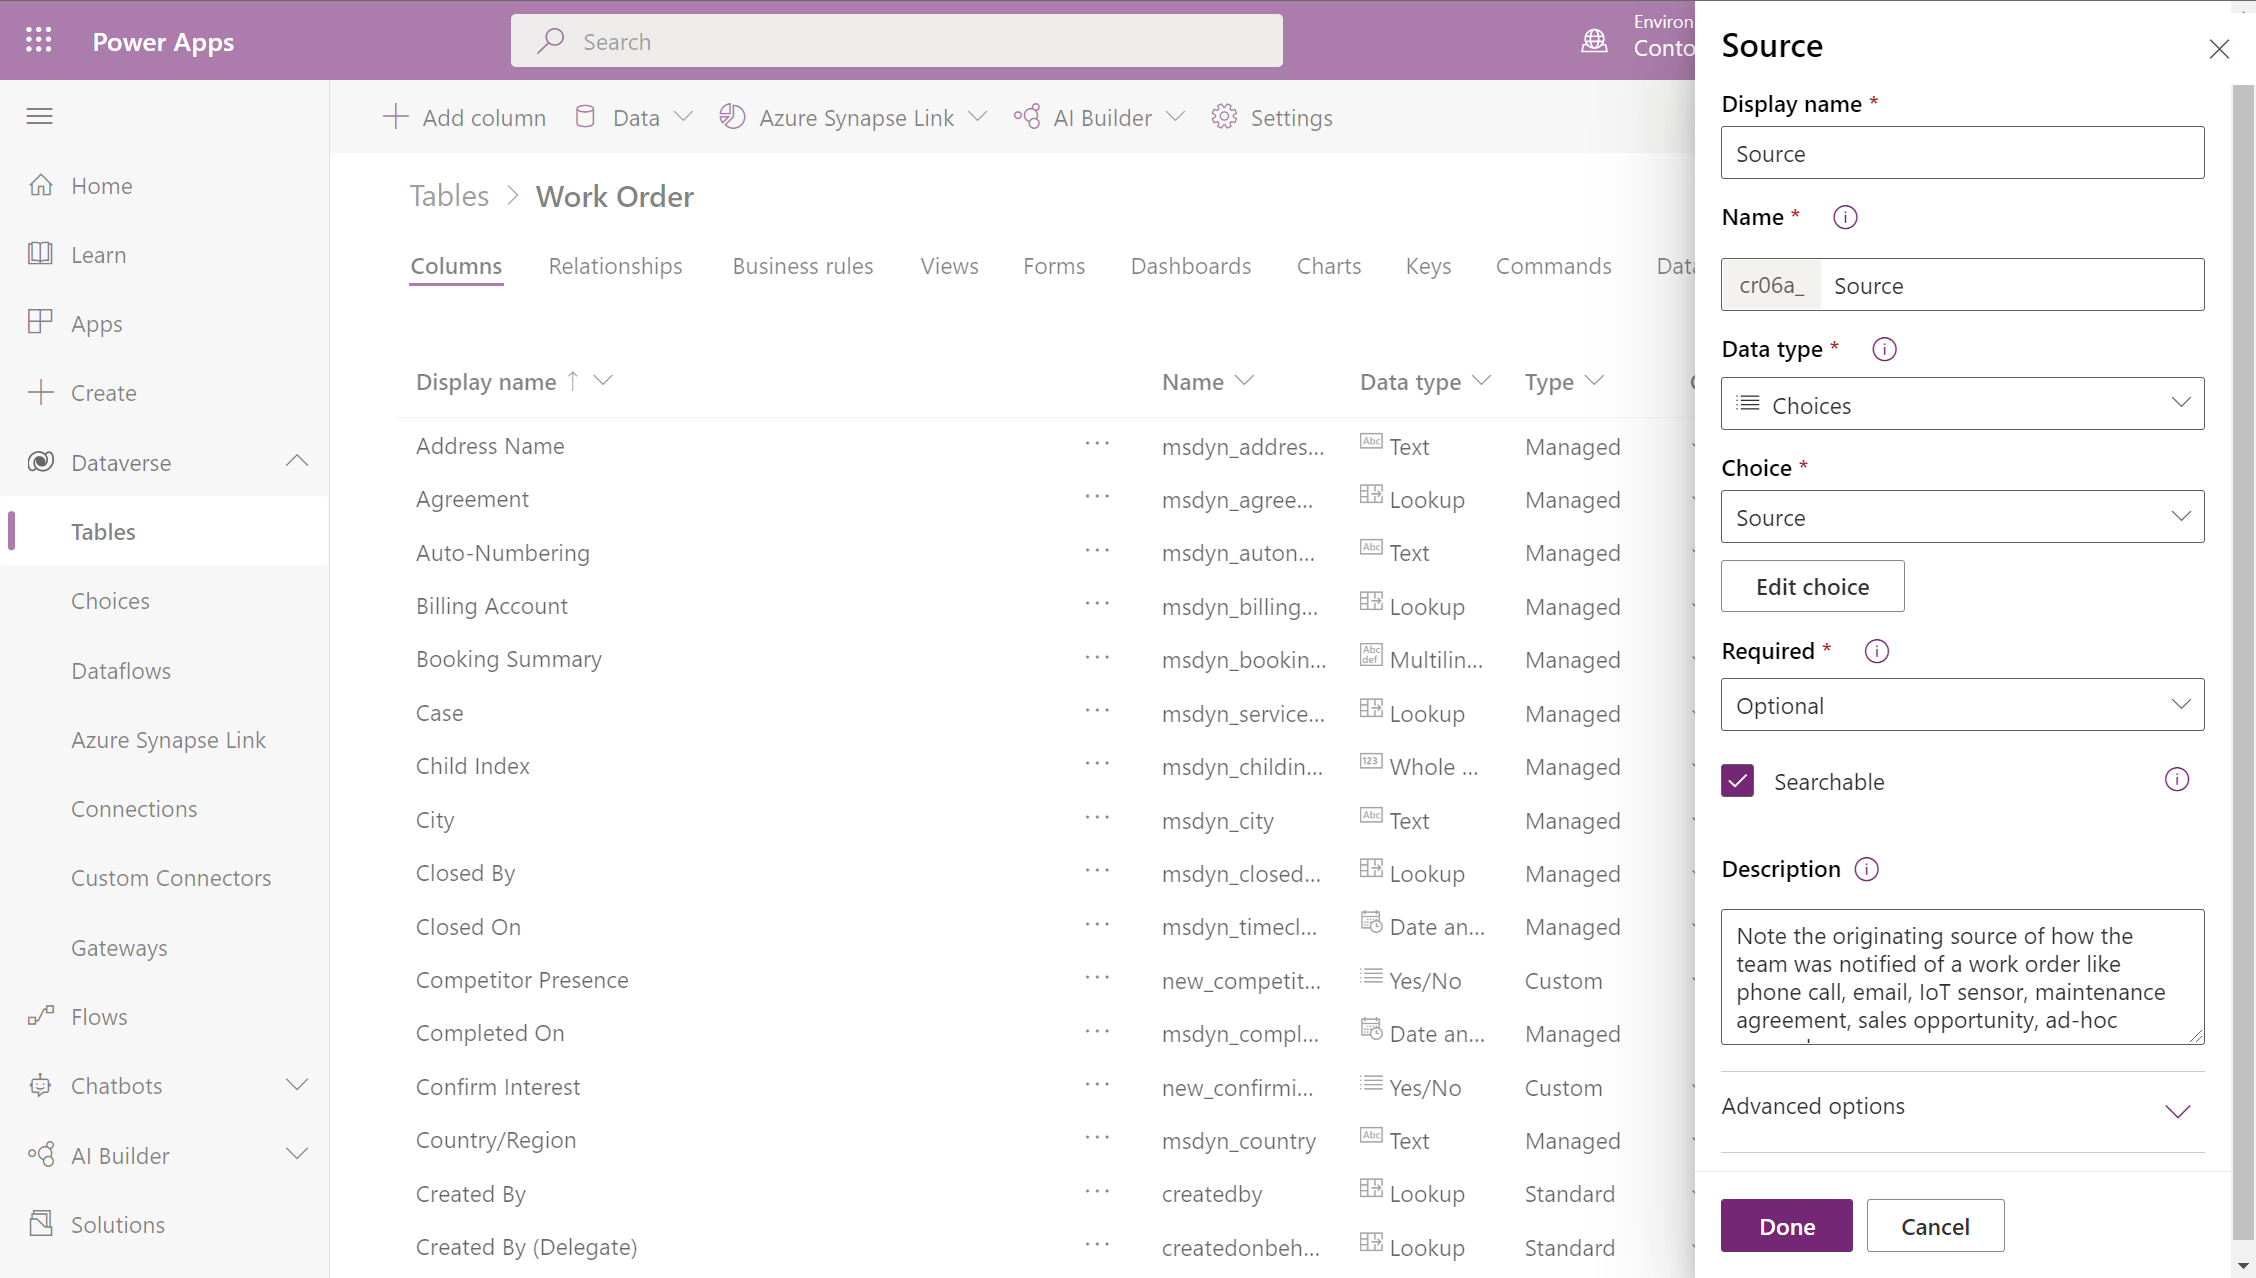 Power Apps
Search
Environ
Conto
Add column
Data
Azure Synapse Link
AI Builder
Settings
Home
Learn
Apps
Create
Dataverse
Tables
Choices
Dataflows
Azure Synapse Link
Connections
Custom Connectors
Gateways
Flows
Chatbots
AI Builder
Solutions
Tables > Work Order
Columns Relationships Business rules Views Forms Dashboards Charts Keys Commands Data
Display name ↑ Name Data type Type
Address Name ··· msdyn_addres... Abc Text Managed
Agreement ··· msdyn_agree... Lookup Managed
Auto-Numbering ··· msdyn_auton... Abc Text Managed
Billing Account ··· msdyn_billing... Lookup Managed
Booking Summary ··· msdyn_bookin... Abc def Multilin... Managed
Case ··· msdyn_service... Lookup Managed
Child Index ··· msdyn_childin... 123 Whole ... Managed
City ··· msdyn_city Abc Text Managed
Closed By ··· msdyn_closed... Lookup Managed
Closed On ··· msdyn_timecl... Date an... Managed
Competitor Presence ··· new_competit... Yes/No Custom
Completed On ··· msdyn_compl... Date an... Managed
Confirm Interest ··· new_confirmi... Yes/No Custom
Country/Region ··· msdyn_country Abc Text Managed
Created By ··· createdby Lookup Standard
Created By (Delegate) ··· createdonbeh... Lookup Standard
Source
Display name *
Source
Name *
cr06a_ Source
Data type *
Choices
Choice *
Source
Edit choice
Required *
Optional
Searchable
Description
Note the originating source of how the
team was notified of a work order like
phone call, email, IoT sensor, maintenance
agreement, sales opportunity, ad-hoc
Advanced options
Done
Cancel